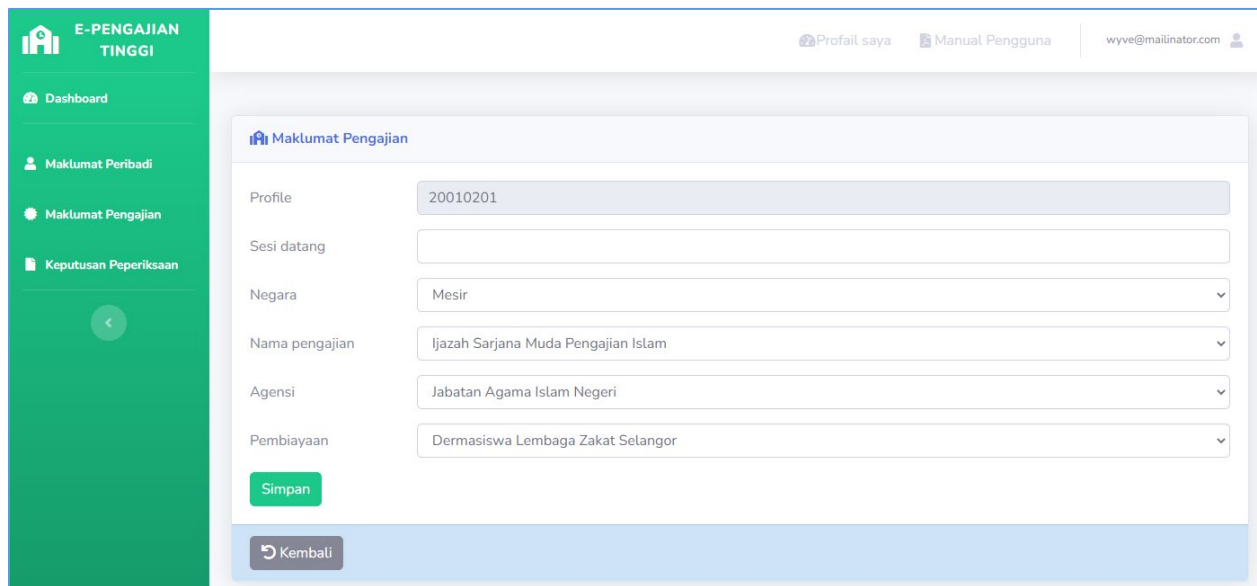 E-PENGAJIAN
TINGGI
Dashboard
Maklumat Peribadi
Maklumat Pengajian
Keputusan Peperiksaan
Profail saya
Manual Pengguna
wyve@mailinator.com
Maklumat Pengajian
Profile 20010201
Sesi datang
Negara Mesir
Nama pengajian Ijazah Sarjana Muda Pengajian Islam
Agensi Jabatan Agama Islam Negeri
Pembiayaan Dermasiswa Lembaga Zakat Selangor
Simpan
Kembali